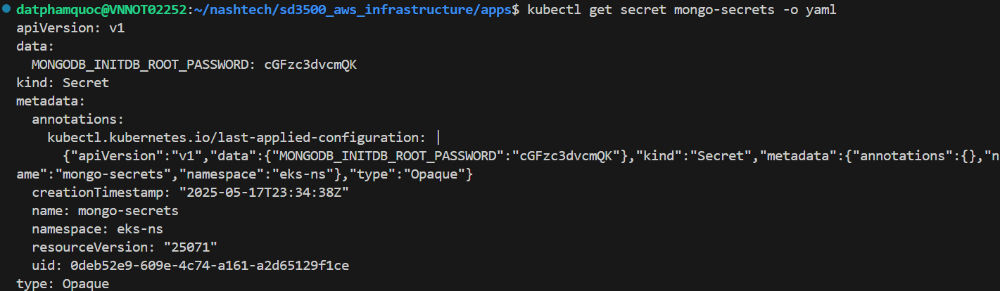 datphamquoc@VNNOT02252:~/nashtech/sd3500_aws_infrastructure/apps$ kubectl get secret mongo-secrets -o yaml
apiVersion: v1
data:
  MONGODB_INITDB_ROOT_PASSWORD: cGFzc3dvcmQK
kind: Secret
metadata:
  annotations:
    kubectl.kubernetes.io/last-applied-configuration: |
      {"apiVersion":"v1","data":{"MONGODB_INITDB_ROOT_PASSWORD":"cGFzc3dvcmQK"},"kind":"Secret","metadata":{"annotations":{},"n
ame":"mongo-secrets","namespace":"eks-ns"},"type":"Opaque"}
  creationTimestamp: "2025-05-17T23:34:38Z"
  name: mongo-secrets
  namespace: eks-ns
  resourceVersion: "25071"
  uid: 0deb52e9-609e-4c74-a161-a2d65129f1ce
type: Opaque